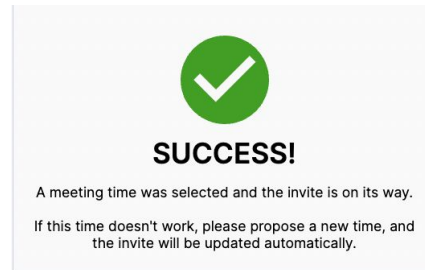 SUCCESS!
A meeting time was selected and the invite is on its way.
If this time doesn't work, please propose a new time, and
the invite will be updated automatically.